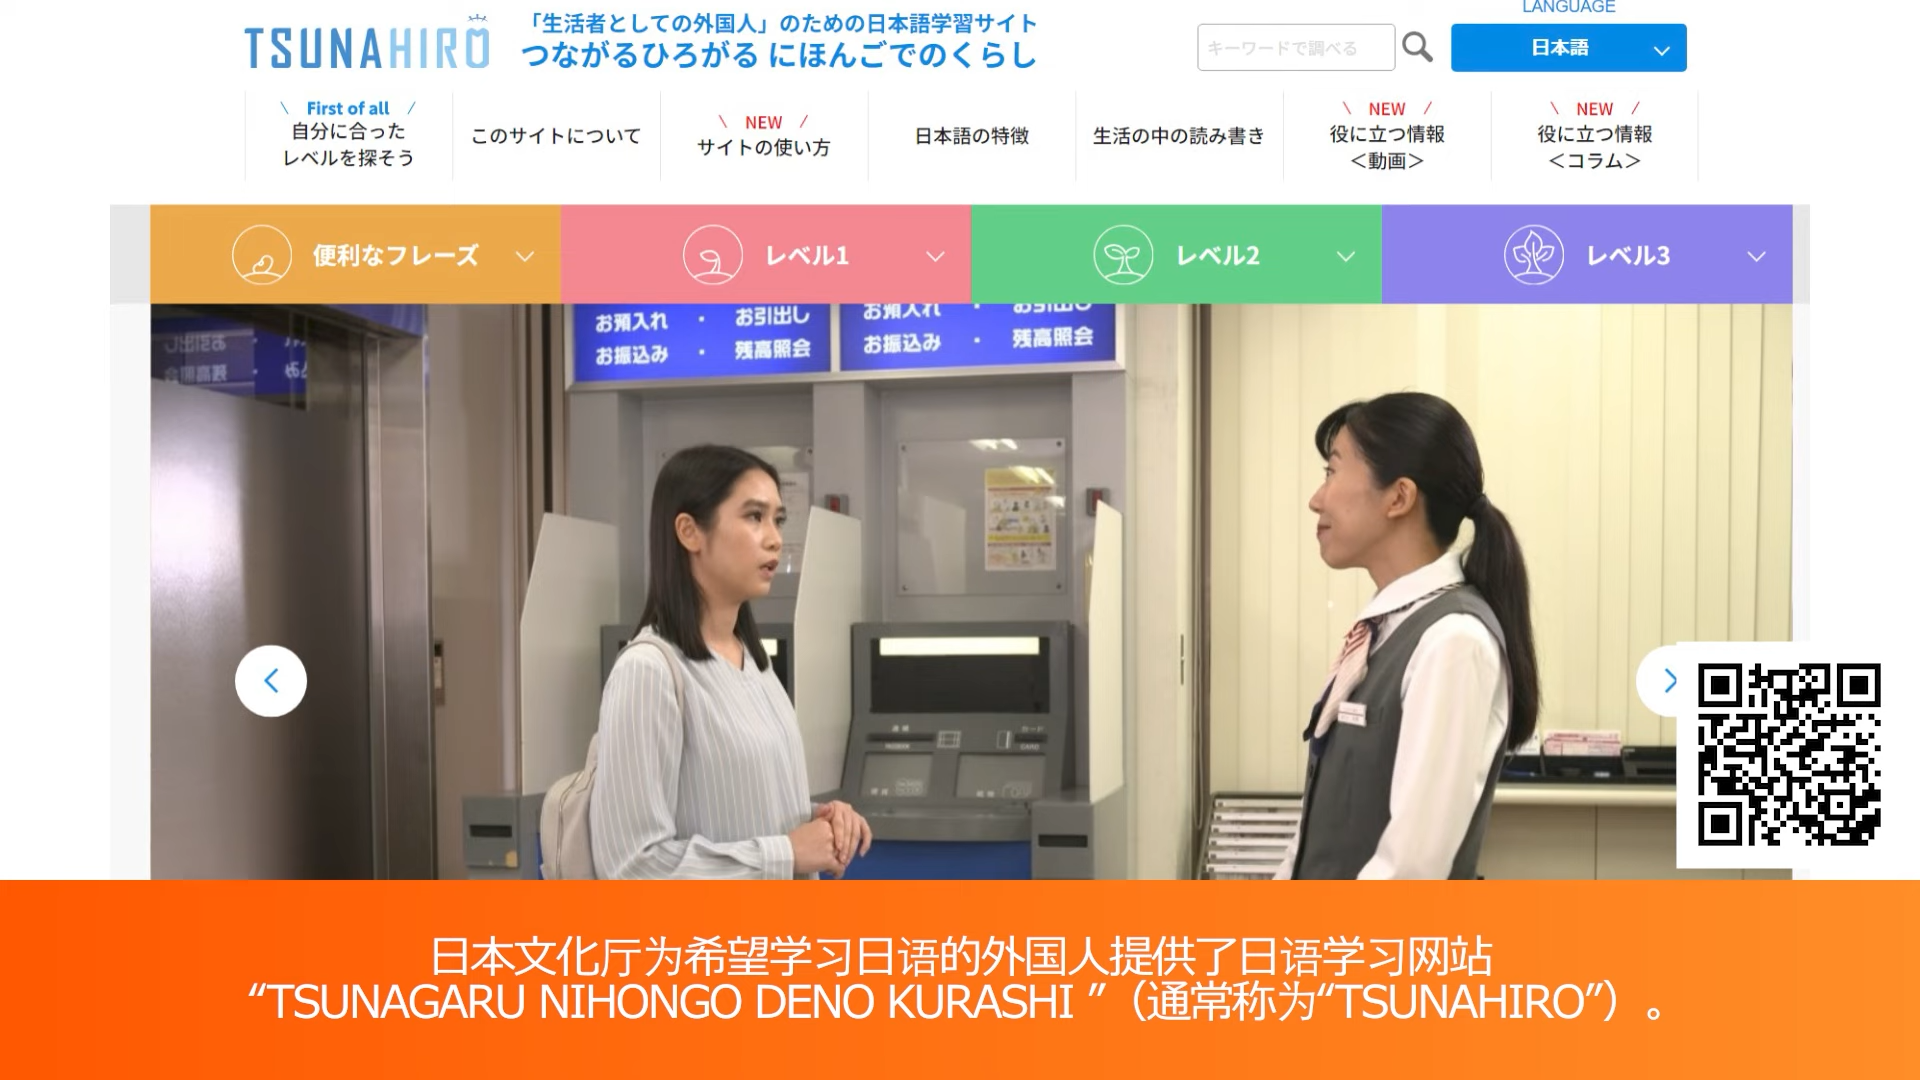 LANGUAGE
TSUNAHIRO
「生活者としての外国人」のための日本語学習サイト
つながるひろがる にほんごでのくらし
キーワードで調べる
日本語
First of all
自分に合った
レベルを探そう
このサイトについて
NEW
サイトの使い方
日本語の特徴
生活の中の読み書き
NEW
役に立つ情報
＜動画＞
NEW
役に立つ情報
＜コラム＞
便利なフレーズ
レベル1
レベル2
レベル3
お預入れ ・ お引出し
お振込み ・ 残高照会
お預入れ ・ お引出し
お振込み ・ 残高照会
日本文化厅为希望学习日语的外国人提供了日语学习网站
“TSUNAGARU NIHONGO DENO KURASHI ”（通常称为“TSUNAHIRO”）。